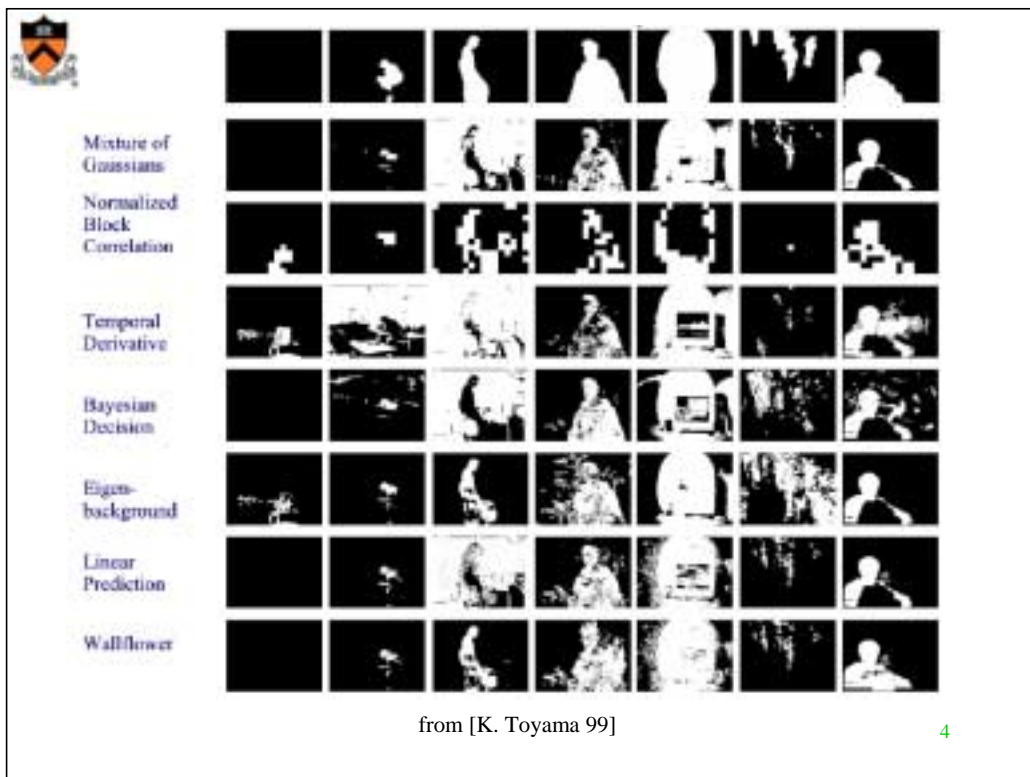 Mixture of
Gaussians
Normalized
Block
Correlation
Temporal
Derivative
Bayesian
Decision
Eigen-
background
Linear
Prediction
Wallflower
from [K. Toyama 99]
4